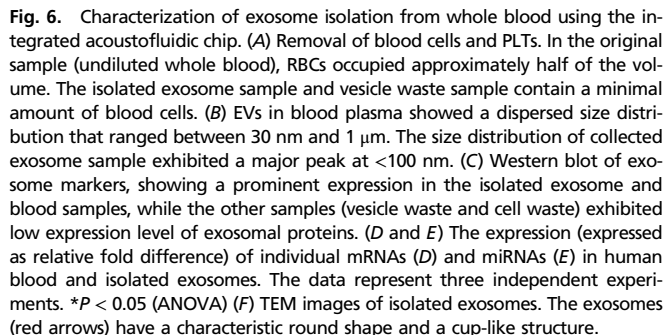 Fig. 6. Characterization of exosome isolation from whole blood using the in-
tegrated acoustofluidic chip. (A) Removal of blood cells and PLTs. In the original
sample (undiluted whole blood), RBCs occupied approximately half of the vol-
ume. The isolated exosome sample and vesicle waste sample contain a minimal
amount of blood cells. (B) EVs in blood plasma showed a dispersed size distri-
bution that ranged between 30 nm and 1 μm. The size distribution of collected
exosome sample exhibited a major peak at <100 nm. (C) Western blot of exo-
some markers, showing a prominent expression in the isolated exosome and
blood samples, while the other samples (vesicle waste and cell waste) exhibited
low expression level of exosomal proteins. (D and E) The expression (expressed
as relative fold difference) of individual mRNAs (D) and miRNAs (E) in human
blood and isolated exosomes. The data represent three independent experi-
ments. *P < 0.05 (ANOVA) (F) TEM images of isolated exosomes. The exosomes
(red arrows) have a characteristic round shape and a cup-like structure.